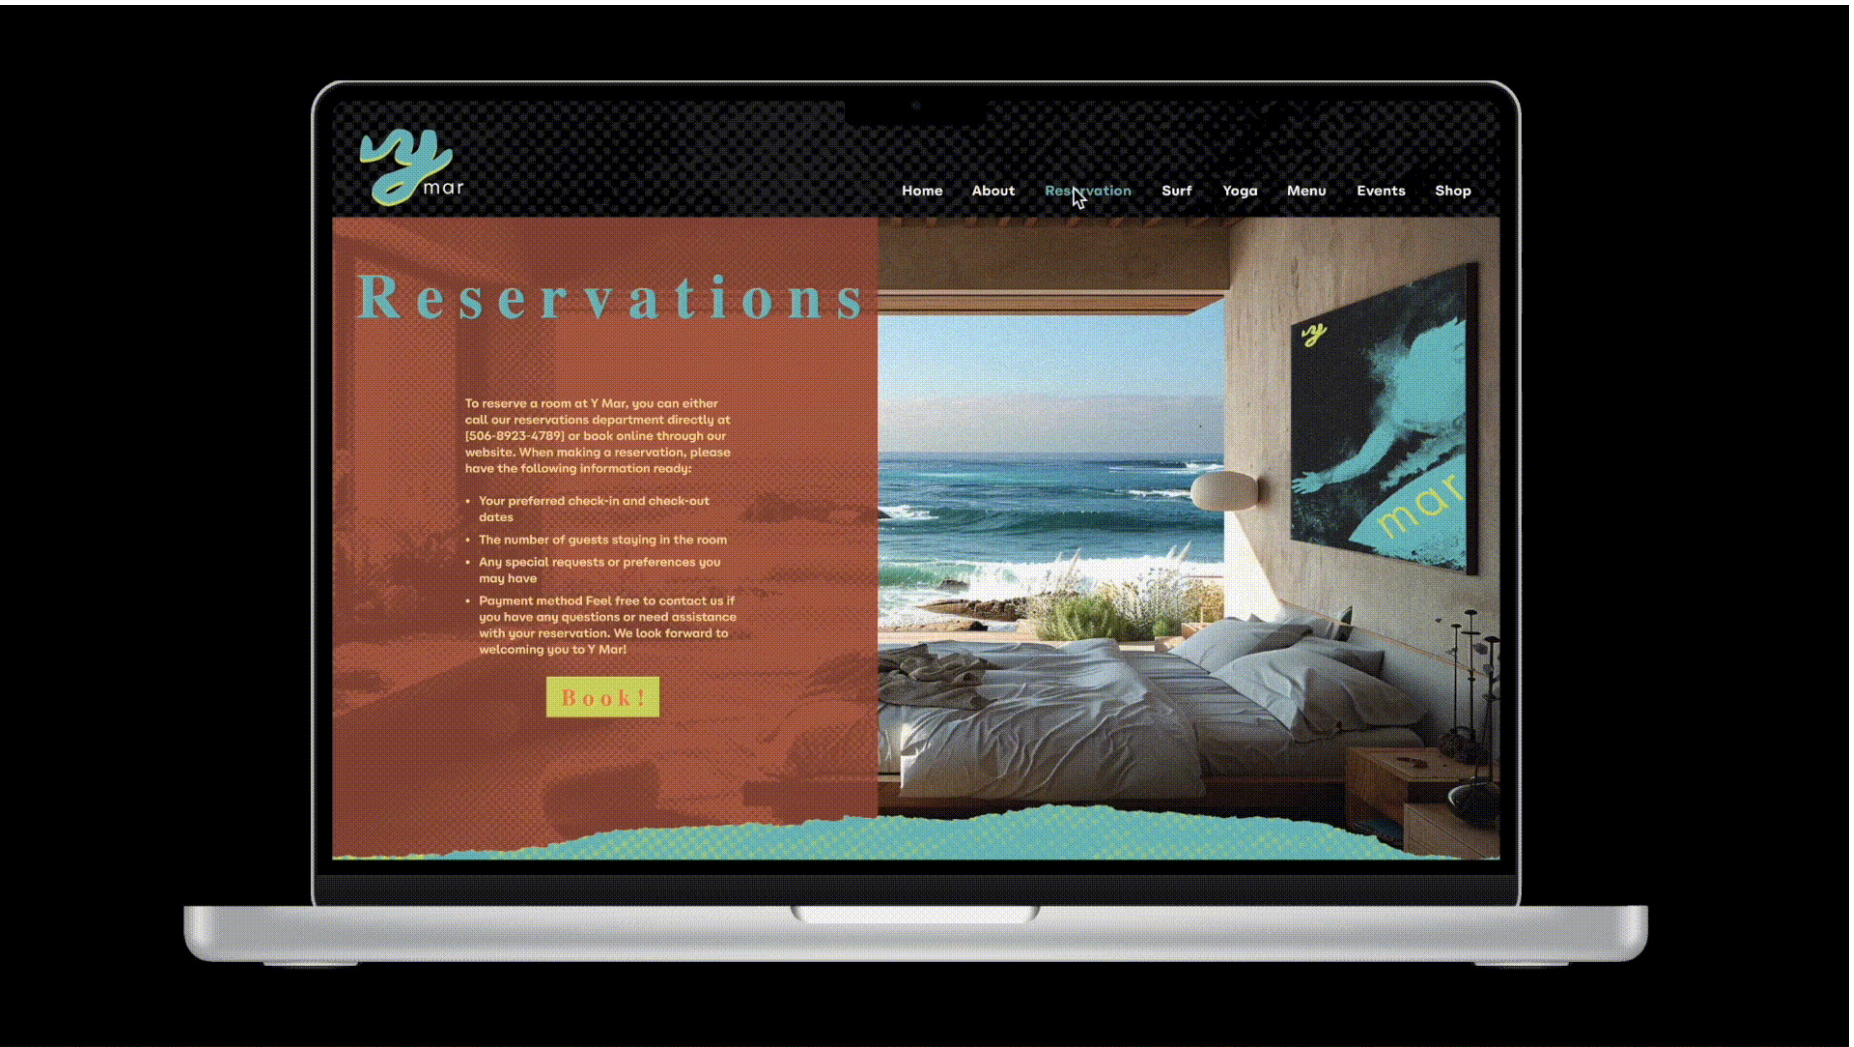 y
mar
Home About Reservation Surf Yoga Menu Events Shop
Reservations
To reserve a room at Y Mar, you can either
call our reservations department directly at
[506-8923-4789] or book online through our
website. When making a reservation, please
have the following information ready:
• Your preferred check-in and check-out
dates
• The number of guests staying in the room
• Any special requests or preferences you
may have
• Payment method Feel free to contact us if
you have any questions or need assistance
with your reservation. We look forward to
welcoming you to Y Mar!
Book!
y
mar